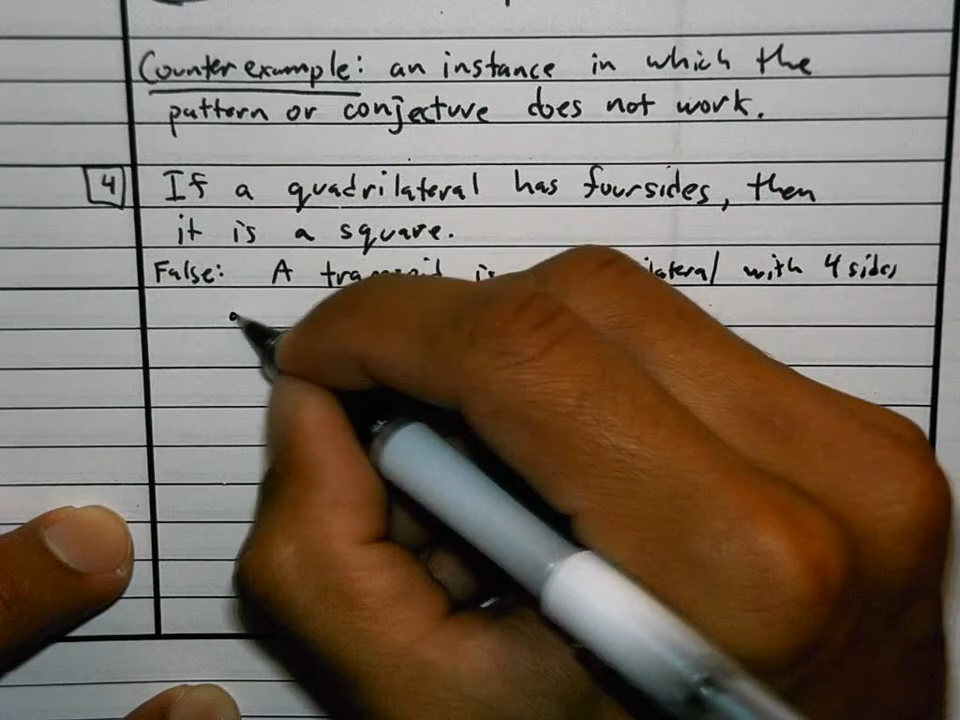 Counterexample: an instance in which the
pattern or conjecture does not work.
4 If a quadrilateral has foursides, then
it is a square.
False: A with 4 sides